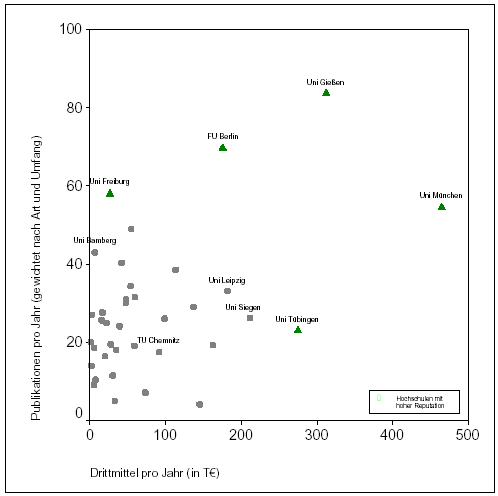 100
Uni Gießen
80
FU Berlin
Uni Freiburg
60
Uni München
Uni Bamberg
40
Uni Leipzig
Uni Siegen
Uni Tübingen
20
TU Chemnitz
Hochschulen mit
hoher Reputation
0
0 100 200 300 400 500
Publikationen pro Jahr (gewichtet nach Art und Umfang)
Drittmittel pro Jahr (in T€)